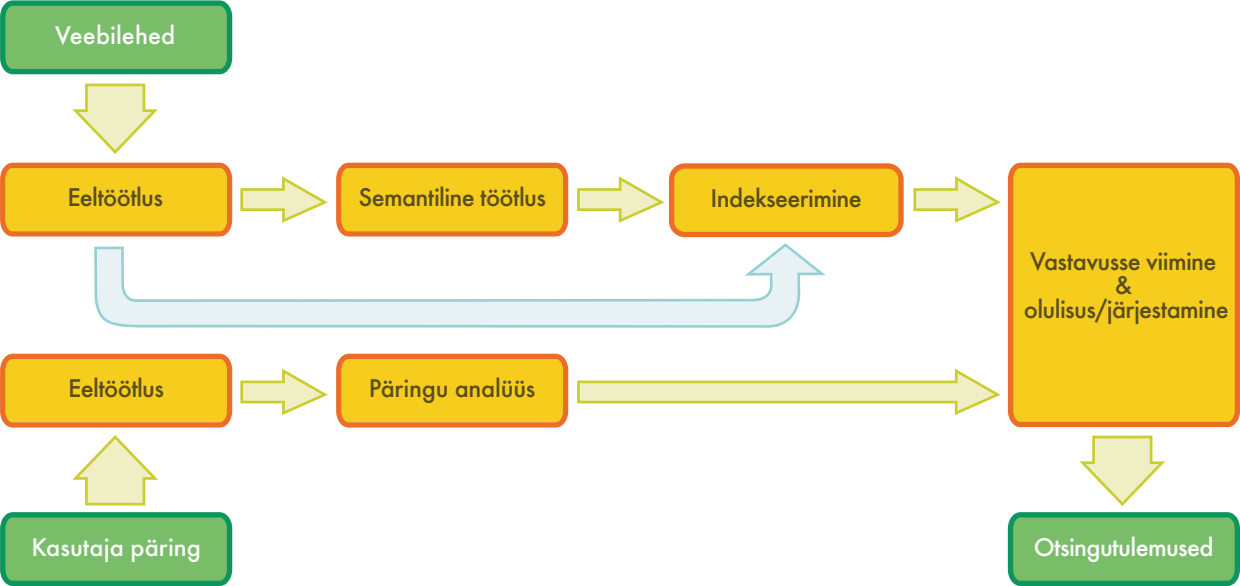 Veebilehed
Eeltöötlus
Semantiline töötlus
Indekseerimine
Vastavusse viimine
&
olulisus/järjestamine
Eeltöötlus
Päringu analüüs
Kasutaja päring
Otsingutulemused